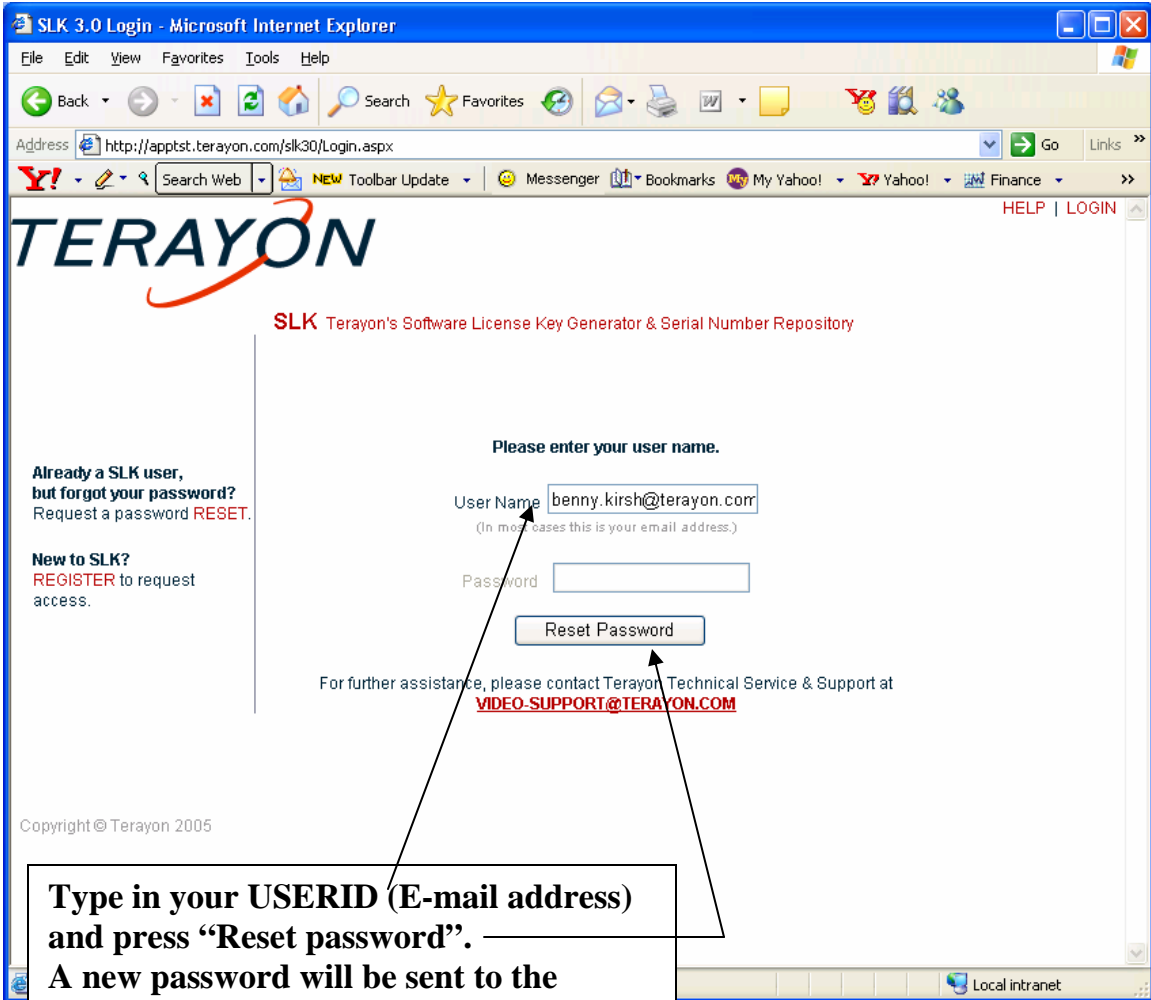 SLK 3.0 Login - Microsoft Internet Explorer
File Edit View Favorites Tools Help
Back Search Favorites
Address http://apptst.terayon.com/slk30/Login.aspx Go Links »
Y! Search Web NEW Toolbar Update Messenger Bookmarks My Yahoo! Yahoo! Finance »
HELP | LOGIN
TERAYON
SLK Terayon's Software License Key Generator & Serial Number Repository
Please enter your user name.
Already a SLK user,
but forgot your password?
Request a password RESET.
New to SLK?
REGISTER to request
access.
User Name benny.kirsh@terayon.com
(In most cases this is your email address.)
Password
Reset Password
For further assistance, please contact Terayon Technical Service & Support at
VIDEO-SUPPORT@TERAYON.COM
Copyright © Terayon 2005
Type in your USERID (E-mail address)
and press “Reset password”.
A new password will be sent to the
Local intranet